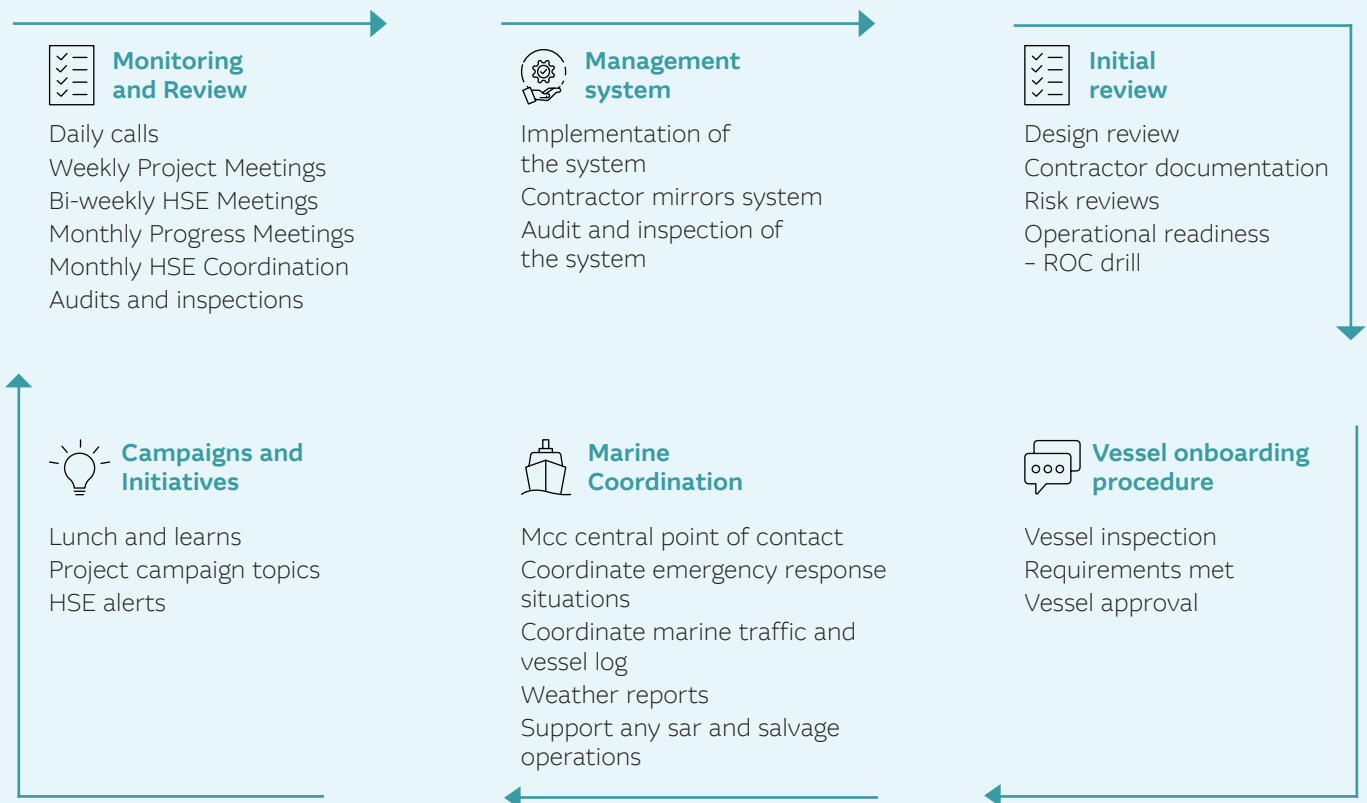 Monitoring
and Review
Daily calls
Weekly Project Meetings
Bi-weekly HSE Meetings
Monthly Progress Meetings
Monthly HSE Coordination
Audits and inspections
Management
system
Implementation of
the system
Contractor mirrors system
Audit and inspection of
the system
Initial
review
Design review
Contractor documentation
Risk reviews
Operational readiness
– ROC drill
Campaigns and
Initiatives
Lunch and learns
Project campaign topics
HSE alerts
Marine
Coordination
Mcc central point of contact
Coordinate emergency response
situations
Coordinate marine traffic and
vessel log
Weather reports
Support any sar and salvage
operations
Vessel onboarding
procedure
Vessel inspection
Requirements met
Vessel approval